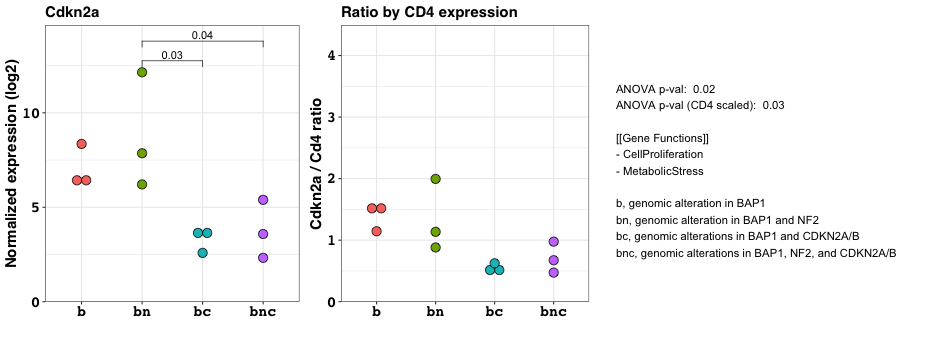 Cdkn2a
Normalized expression (log2)
10
5
0
0.04
0.03
b
bn
bc
bnc
Ratio by CD4 expression
Cdkn2a / Cd4 ratio
4
3
2
1
0
b
bn
bc
bnc
ANOVA p-val:  0.02
ANOVA p-val (CD4 scaled):  0.03
[[Gene Functions]]
- CellProliferation
- MetabolicStress
b, genomic alteration in BAP1
bn, genomic alteration in BAP1 and NF2
bc, genomic alterations in BAP1 and CDKN2A/B
bnc, genomic alterations in BAP1, NF2, and CDKN2A/B